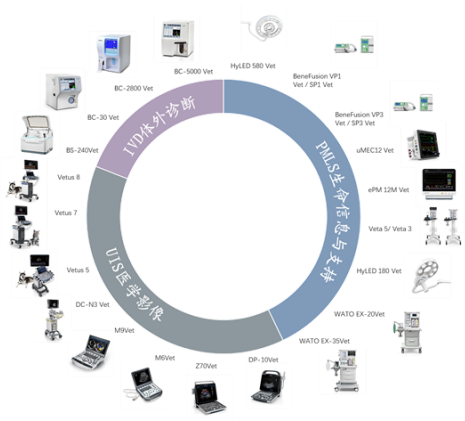 BC-5000 Vet
HyLED 580 Vet
BC-2800 Vet
BeneFusion VP1
Vet / SP1 Vet
BC-30 Vet
BeneFusion VP3
Vet / SP3 Vet
BS-240Vet
uMEC12 Vet
Vetus 8
ePM 12M Vet
Vetus 7
Veta 5/ Veta 3
Vetus 5
HyLED 180 Vet
DC-N3 Vet
WATO EX-20Vet
M9Vet
WATO EX-35Vet
M6Vet
Z70Vet
DP-10Vet
IVD体外诊断
PMLS生命信息与支持
UIS医学影像